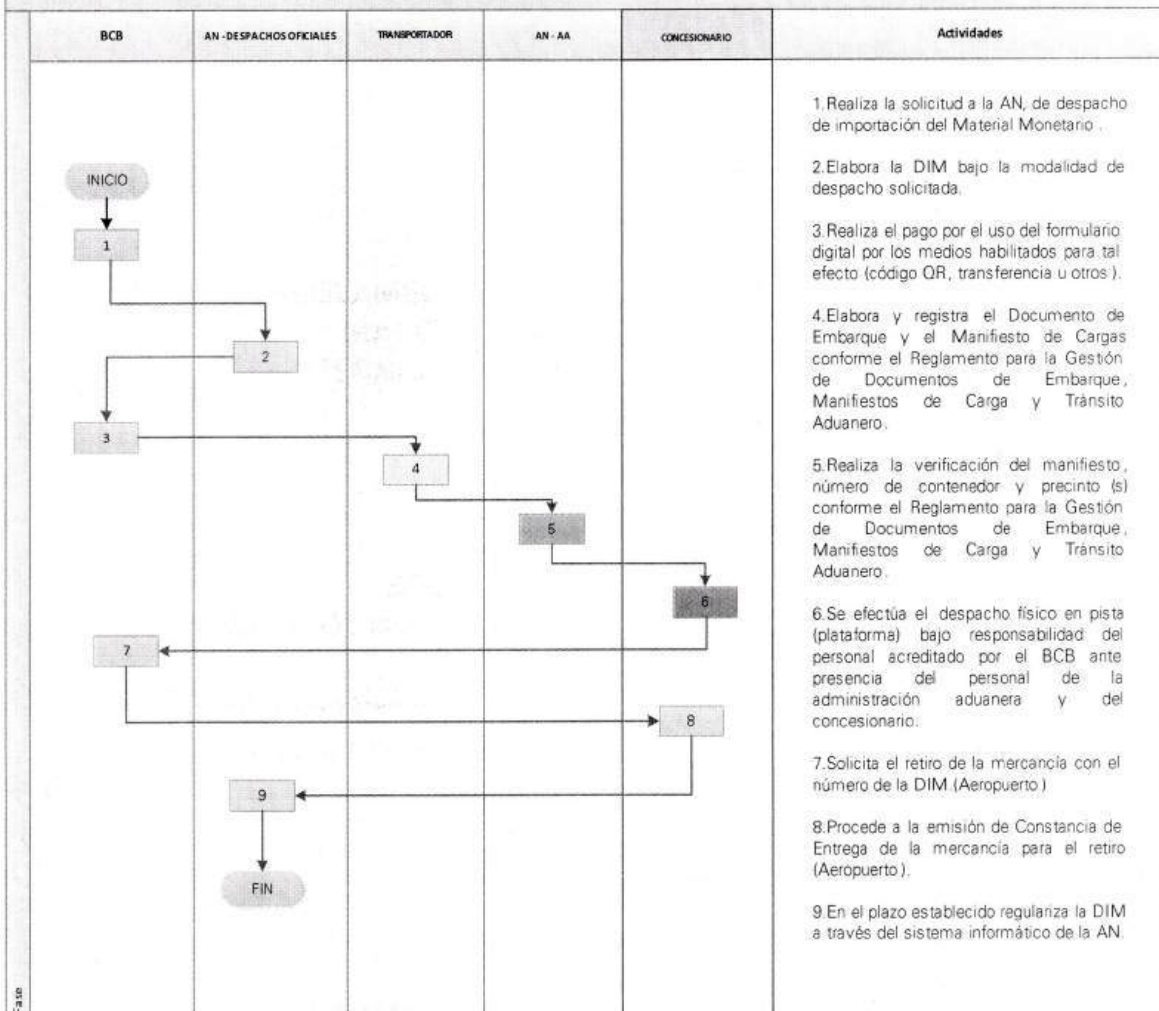 BCB
AN - DESPACHOS OFICIALES
TRANSPORTADOR
AN - AA
CONCESIONARIO
Actividades
INICIO
1
2
3
4
5
6
7
8
9
FIN
1.Realiza la solicitud a la AN, de despacho
de importación del Material Monetario .
2.Elabora la DIM bajo la modalidad de
despacho solicitada.
3.Realiza el pago por el uso del formulario
digital por los medios habilitados para tal
efecto (código QR, transferencia u otros ).
4.Elabora y registra el Documento de
Embarque y el Manifiesto de Cargas
conforme el Reglamento para la Gestión
de Documentos de Embarque,
Manifiestos de Carga y Tránsito
Aduanero.
5.Realiza la verificación del manifiesto,
número de contenedor y precinto (s)
conforme el Reglamento para la Gestión
de Documentos de Embarque,
Manifiestos de Carga y Tránsito
Aduanero.
6.Se efectúa el despacho físico en pista
(plataforma) bajo responsabilidad del
personal acreditado por el BCB ante
presencia del personal de la
administración aduanera y del
concesionario.
7.Solicita el retiro de la mercancía con el
número de la DIM (Aeropuerto)
8.Procede a la emisión de Constancia de
Entrega de la mercancía para el retiro
(Aeropuerto).
9.En el plazo establecido regulariza la DIM
a través del sistema informático de la AN.
Fase